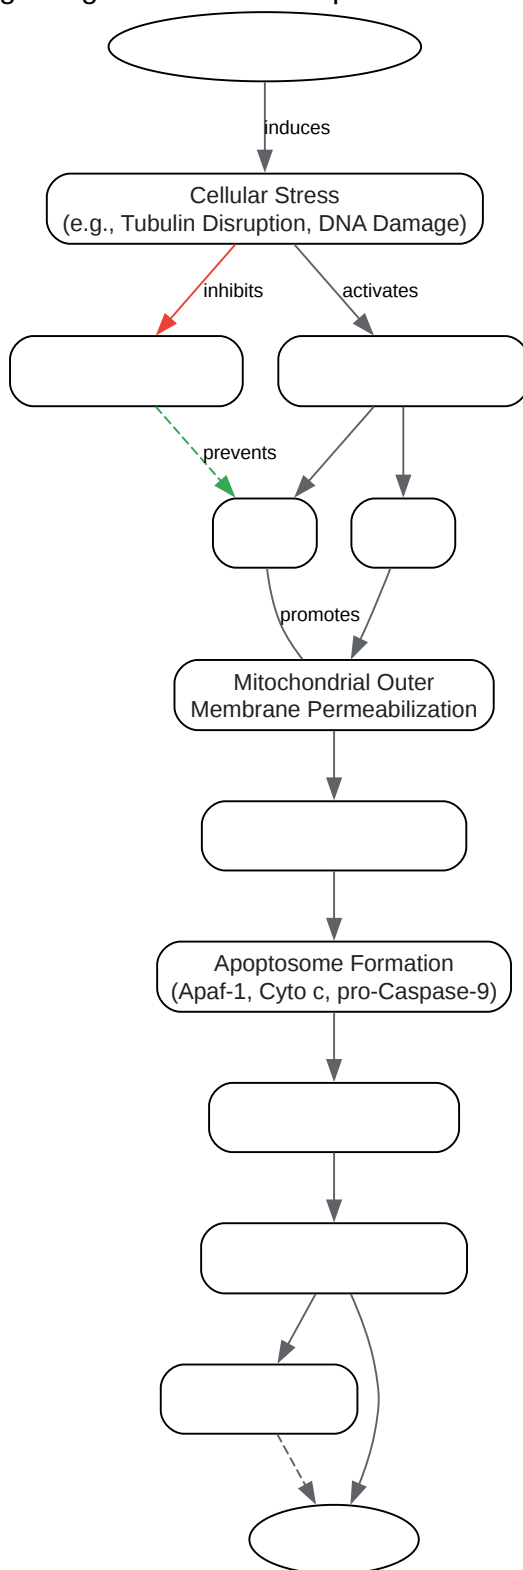 induces
Cellular Stress
(e.g., Tubulin Disruption, DNA Damage)
inhibits
activates
prevents
promotes
Mitochondrial Outer
Membrane Permeabilization
Apoptosome Formation
(Apaf-1, Cyto c, pro-Caspase-9)